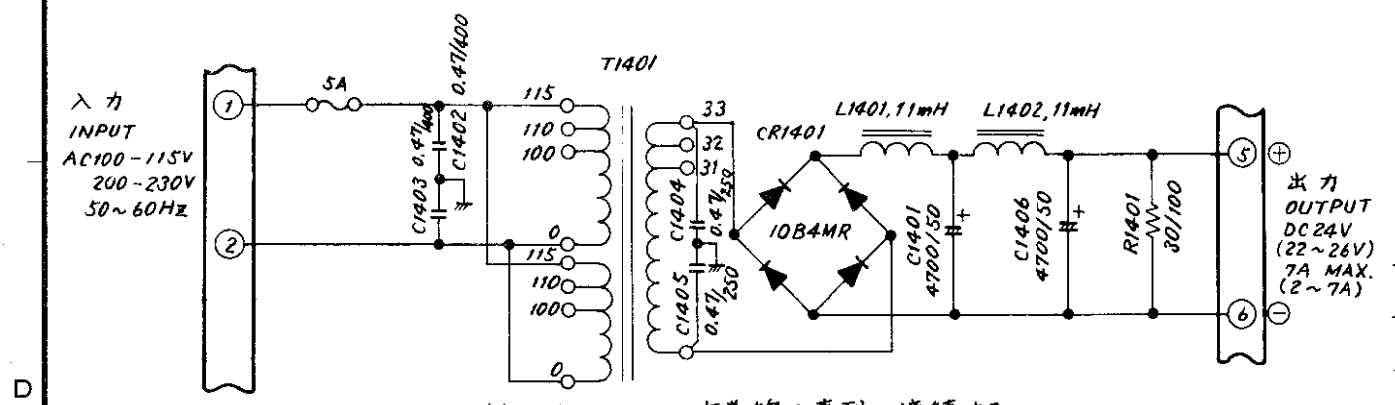 入力
INPUT
AC100-115V
200-230V
50~60Hz
1
2
5A
C1402 0.47/400
C1403 0.47/400
T1401
115
110
100
0
115
110
100
0
33
32
31
C1404
0.47/250
C1405
0.47/250
CR1401
10B4MR
L1401,11mH
L1402,11mH
C1401
4700/50
+
C1406
4700/50
+
R1401
30/100
5
+
6
-
出力
OUTPUT
DC24V
(22~26V)
7A MAX.
(2~7A)
D